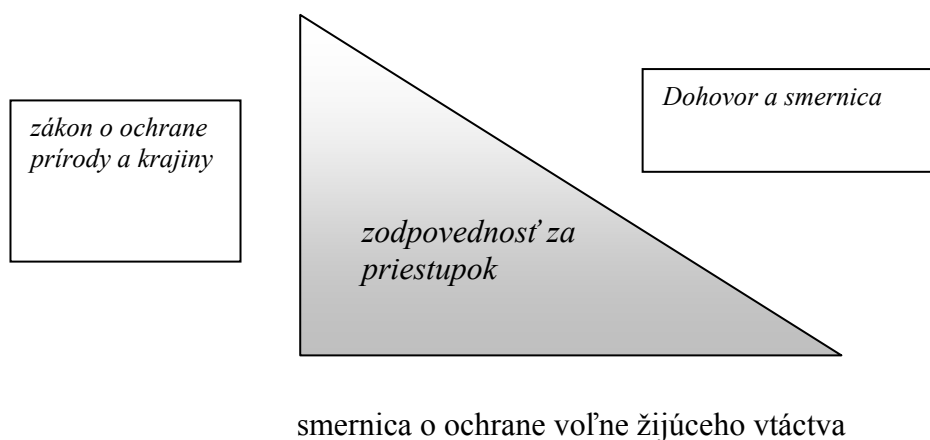 zákon o ochrane
prírody a krajiny
Dohovor a smernica
zodpovednosť za
priestupok
smernica o ochrane voľne žijúceho vtáctva